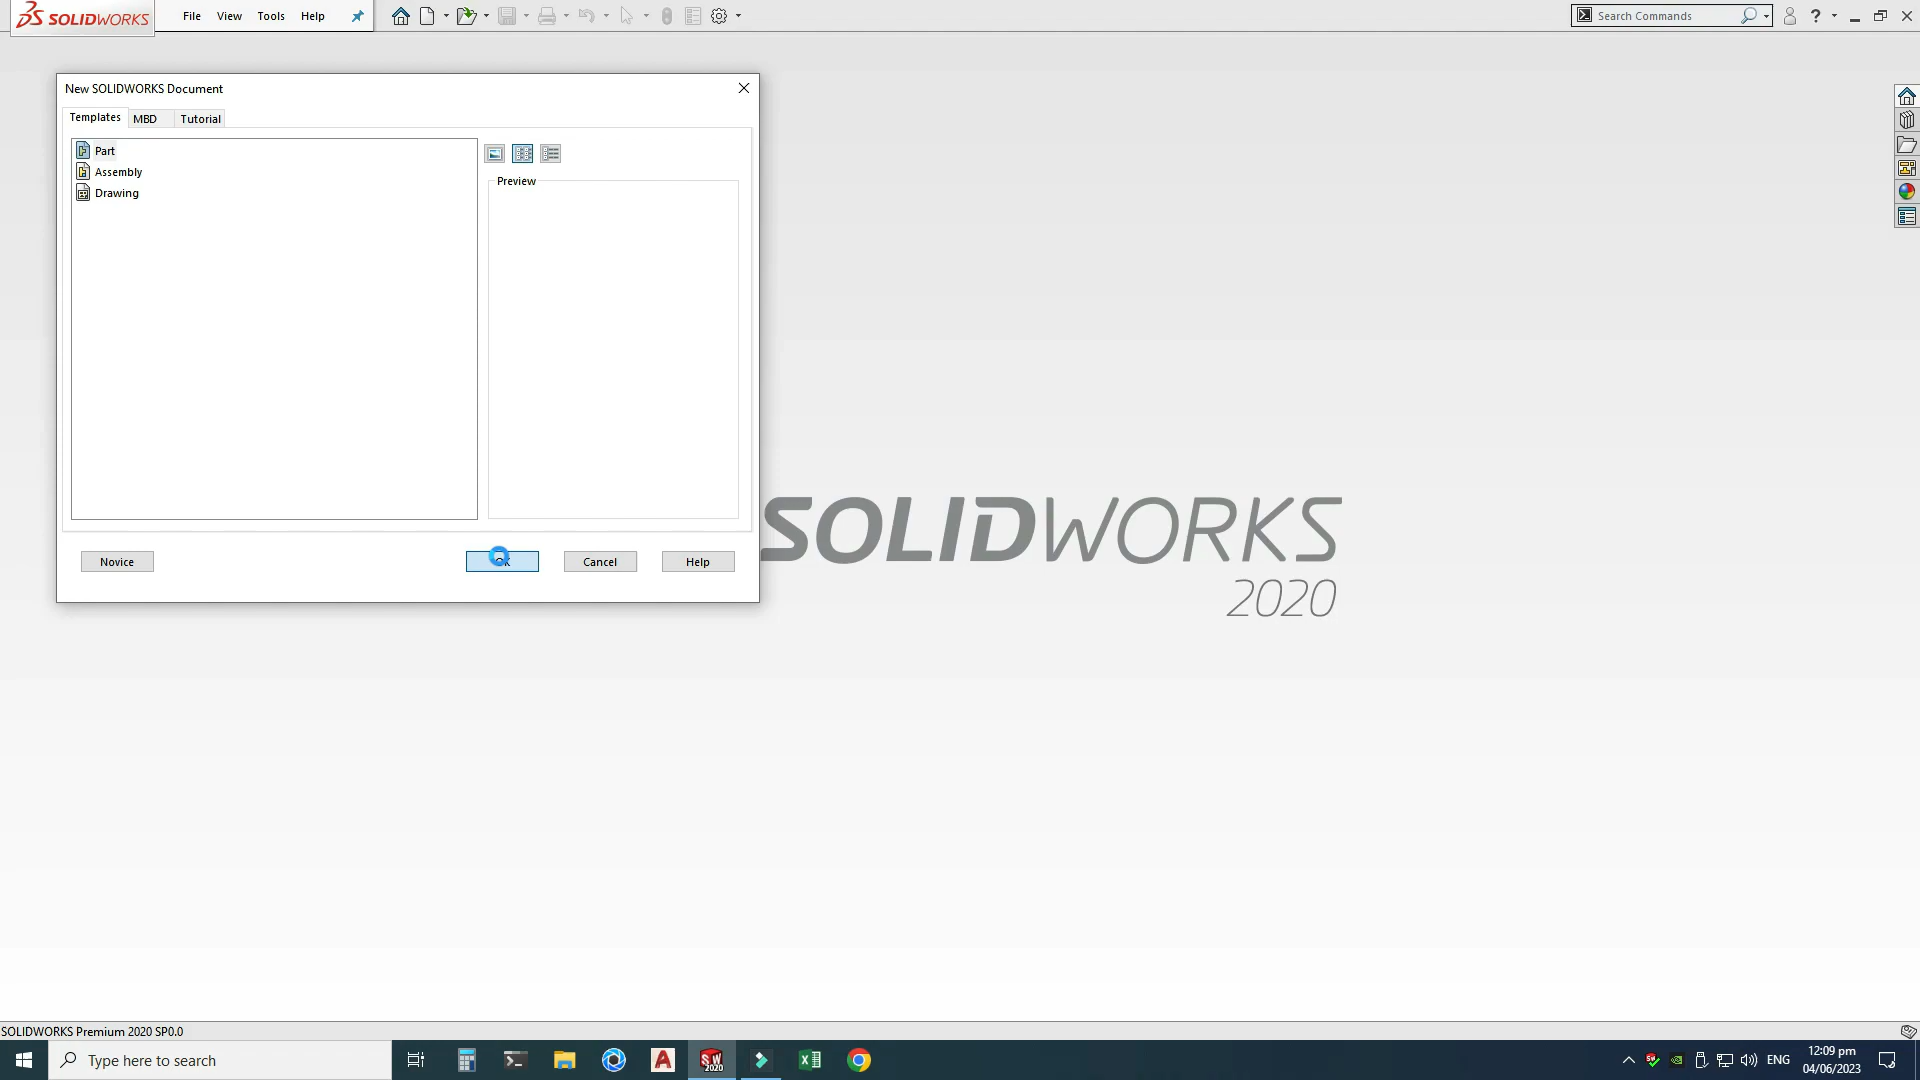 SOLIDWORKS File View Tools Help Search Commands ?
New SOLIDWORKS Document
Templates MBD Tutorial
Part
Assembly
Drawing
Preview
Novice Cancel Help
SOLIDWORKS
2020
SOLIDWORKS Premium 2020 SP0.0
Type here to search
SW
2020
ENG
12:09 pm
04/06/2023